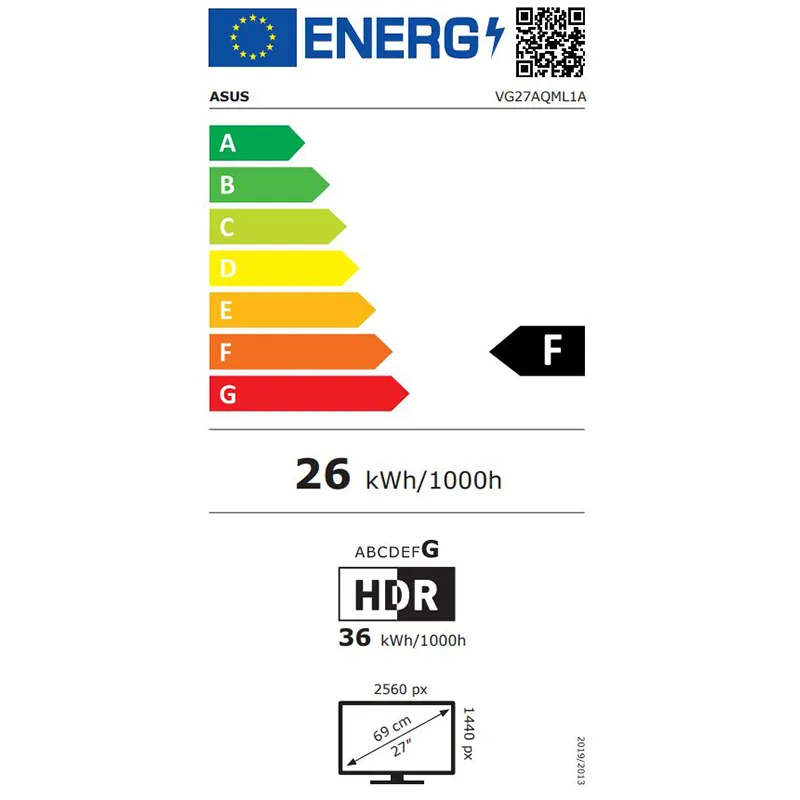 ENERG
ASUS VG27AQML1A
A
B
C
D
E
F F
G
26 kWh/1000h
ABCDEFG
HDR
36 kWh/1000h
2560 px
69 cm
27"
1440 px
2019/2013